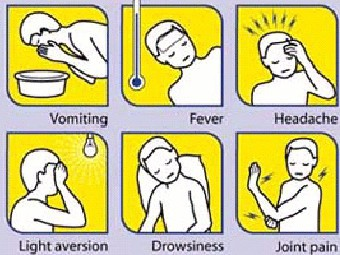 Vomiting
Fever
Headache
Light aversion
Drowsiness
Joint pain